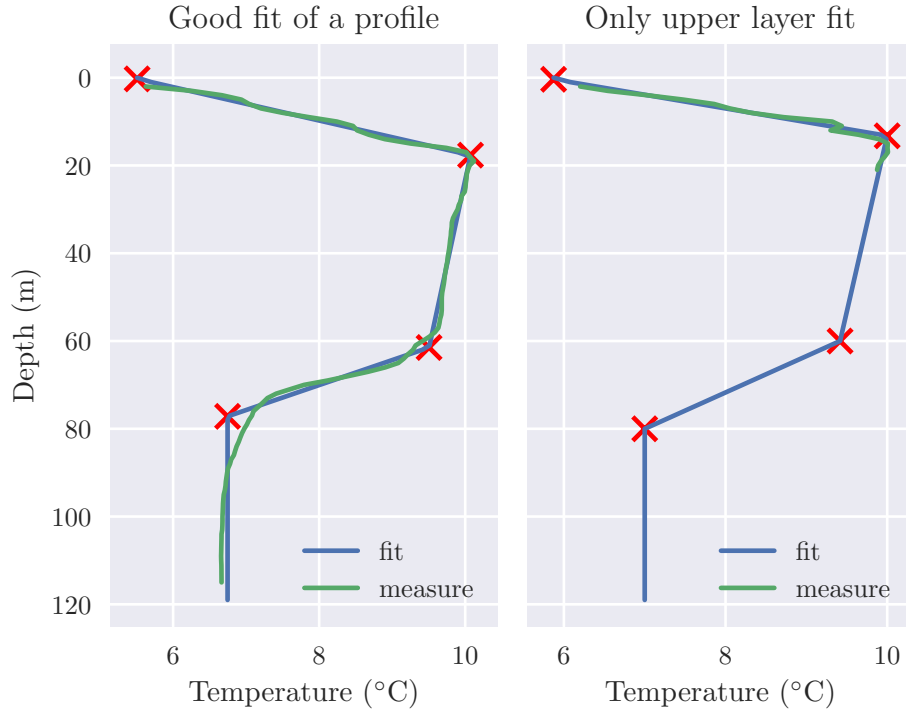 Good fit of a profile
Only upper layer fit
Depth (m)
0
20
40
60
80
100
120
fit
measure
fit
measure
6
8
10
6
8
10
Temperature (°C)
Temperature (°C)